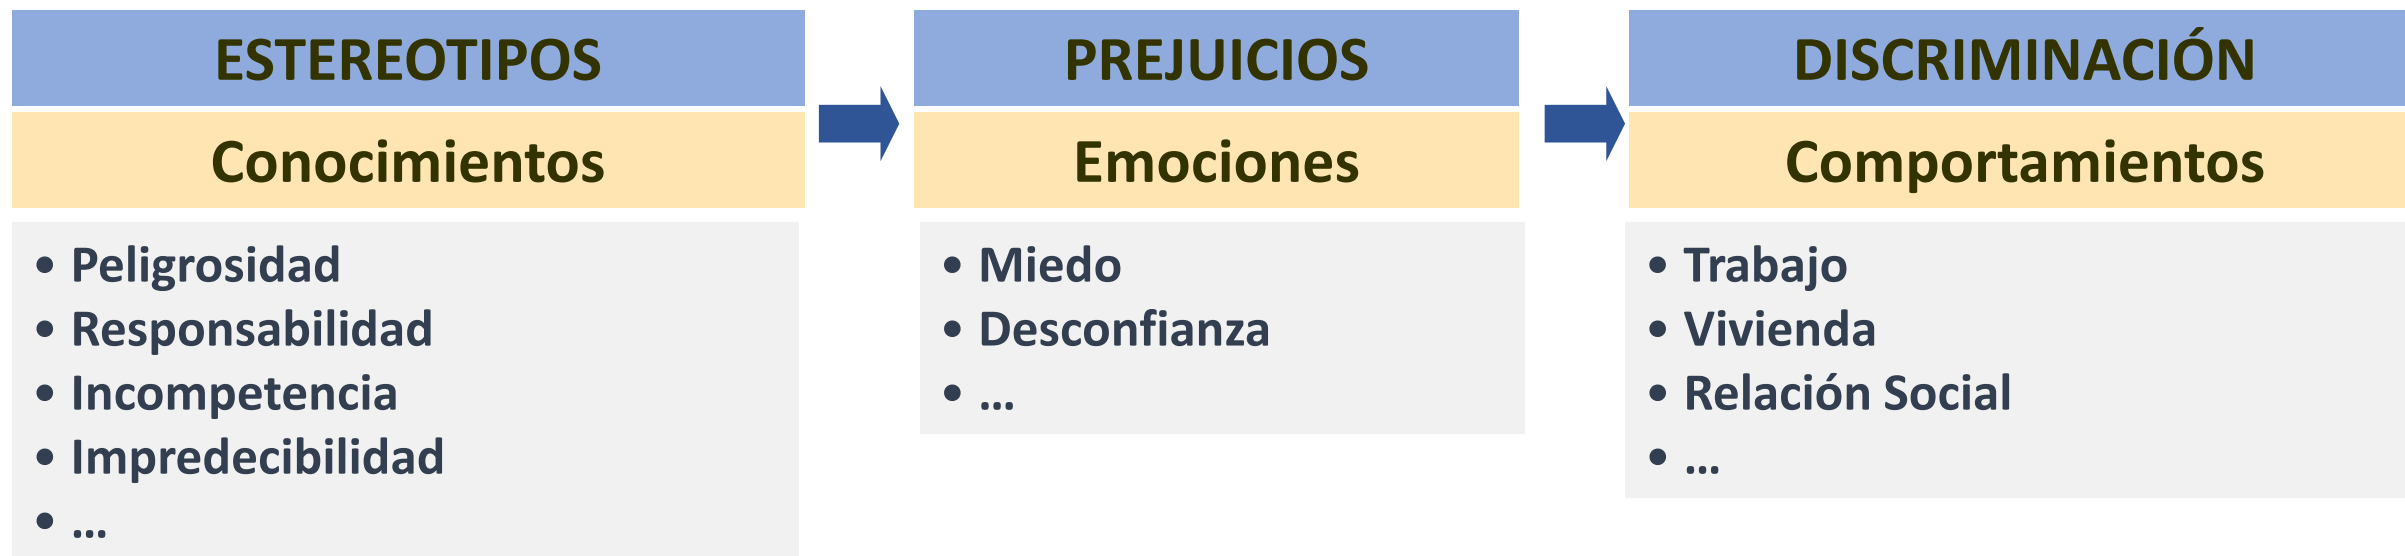 ESTEREOTIPOS
Conocimientos
• Peligrosidad
• Responsabilidad
• Incompetencia
• Impredecibilidad
• ...
PREJUICIOS
Emociones
• Miedo
• Desconfianza
• ...
DISCRIMINACIÓN
Comportamientos
• Trabajo
• Vivienda
• Relación Social
• ...